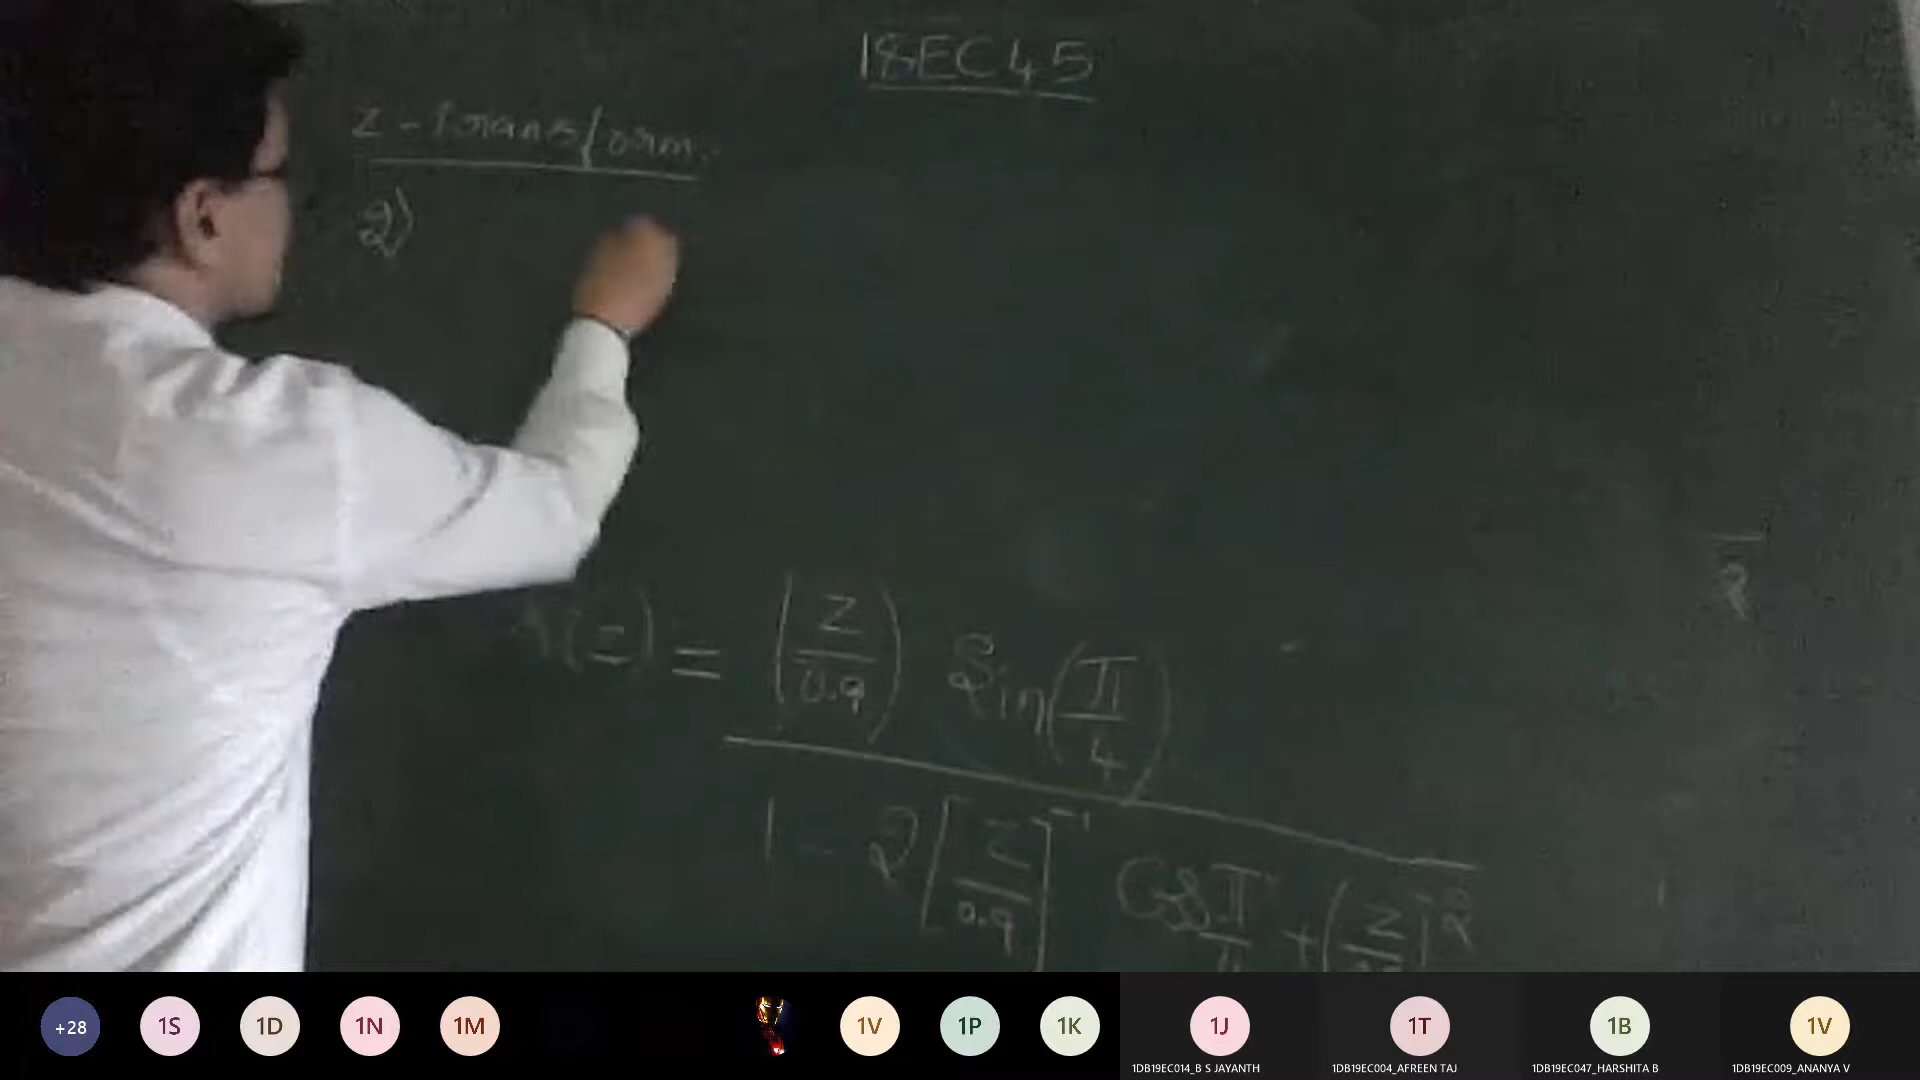 18EC45
Z-transform
2)
(z) = (z/0.9) Sin(π/4)
1 - 2[z/0.9]^-1 Cos π/4 + (z/
+28 1S 1D 1N 1M 1V 1P 1K 1J 1T 1B 1V
1DB19EC014_B S JAYANTH 1DB19EC004_AFREEN TAJ 1DB19EC047_HARSHITA B 1DB19EC009_ANANYA V